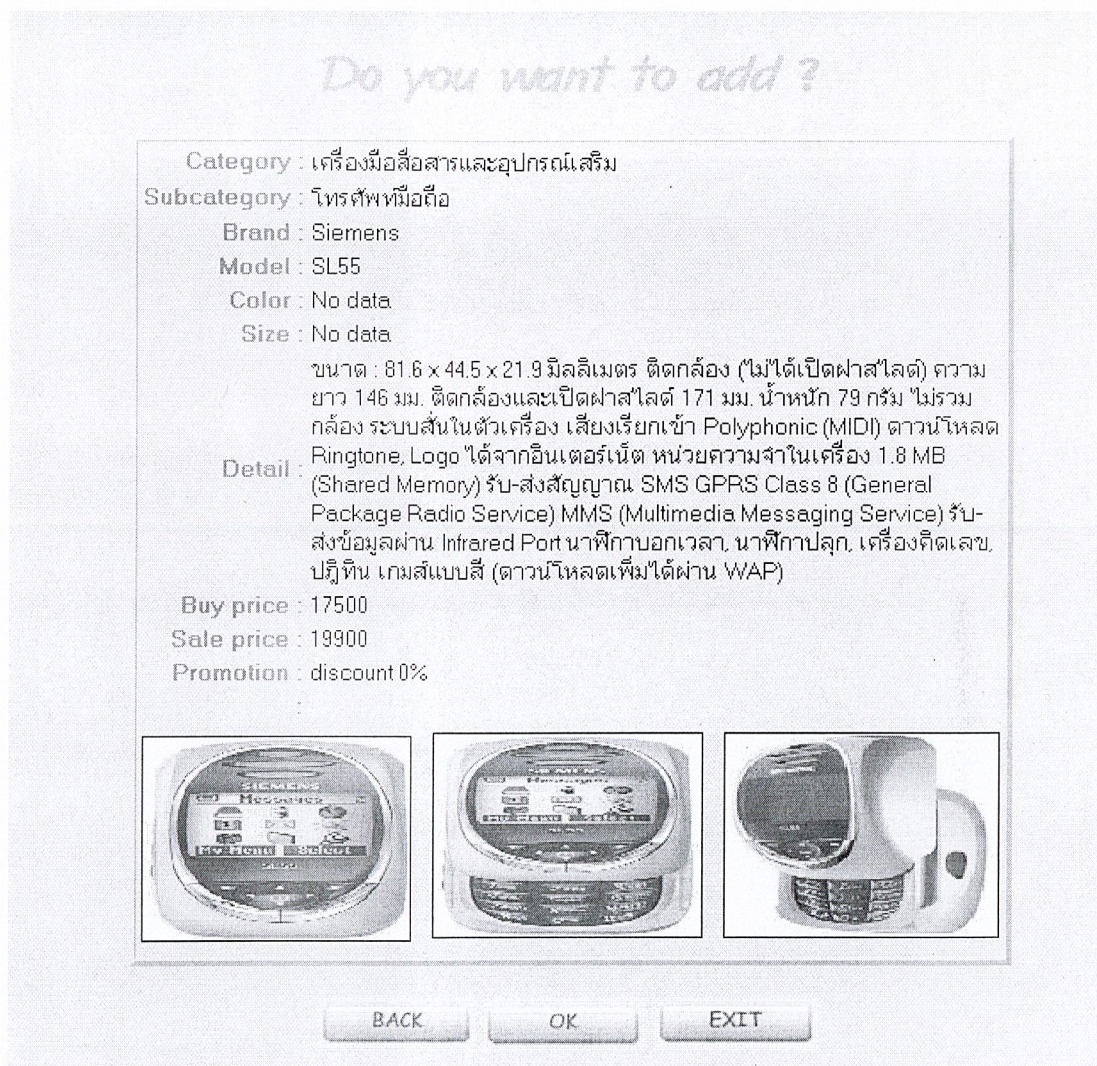 Do you want to add ?
Category : เครื่องมือสื่อสารและอุปกรณ์เสริม
Subcategory : โทรศัพท์มือถือ
Brand : Siemens
Model : SL55
Color : No data
Size : No data
Detail :
ขนาด : 81.6 x 44.5 x 21.9 มิลลิเมตร ติดกล้อง (ไม่ได้เปิดฝาสไลด์) ความ
ยาว 146 มม. ติดกล้องและเปิดฝาสไลด์ 171 มม. น้ำหนัก 79 กรัม ไม่รวม
กล้อง ระบบสั่นในตัวเครื่อง เสียงเรียกเข้า Polyphonic (MIDI) ดาวน์โหลด
Ringtone, Logo ได้จากอินเตอร์เน็ต หน่วยความจำในเครื่อง 1.8 MB
(Shared Memory) รับ-ส่งสัญญาณ SMS GPRS Class 8 (General
Package Radio Service) MMS (Multimedia Messaging Service) รับ-
ส่งข้อมูลผ่าน Infrared Port นาฬิกาบอกเวลา, นาฬิกาปลุก, เครื่องคิดเลข,
ปฎิทิน เกมส์แบบสี (ดาวน์โหลดเพิ่มได้ผ่าน WAP)
Buy price : 17500
Sale price : 19900
Promotion : discount 0%
:
SIEMENS
Messages
My Menu Select
SIEMENS
Messages
My Menu Select
BACK OK EXIT